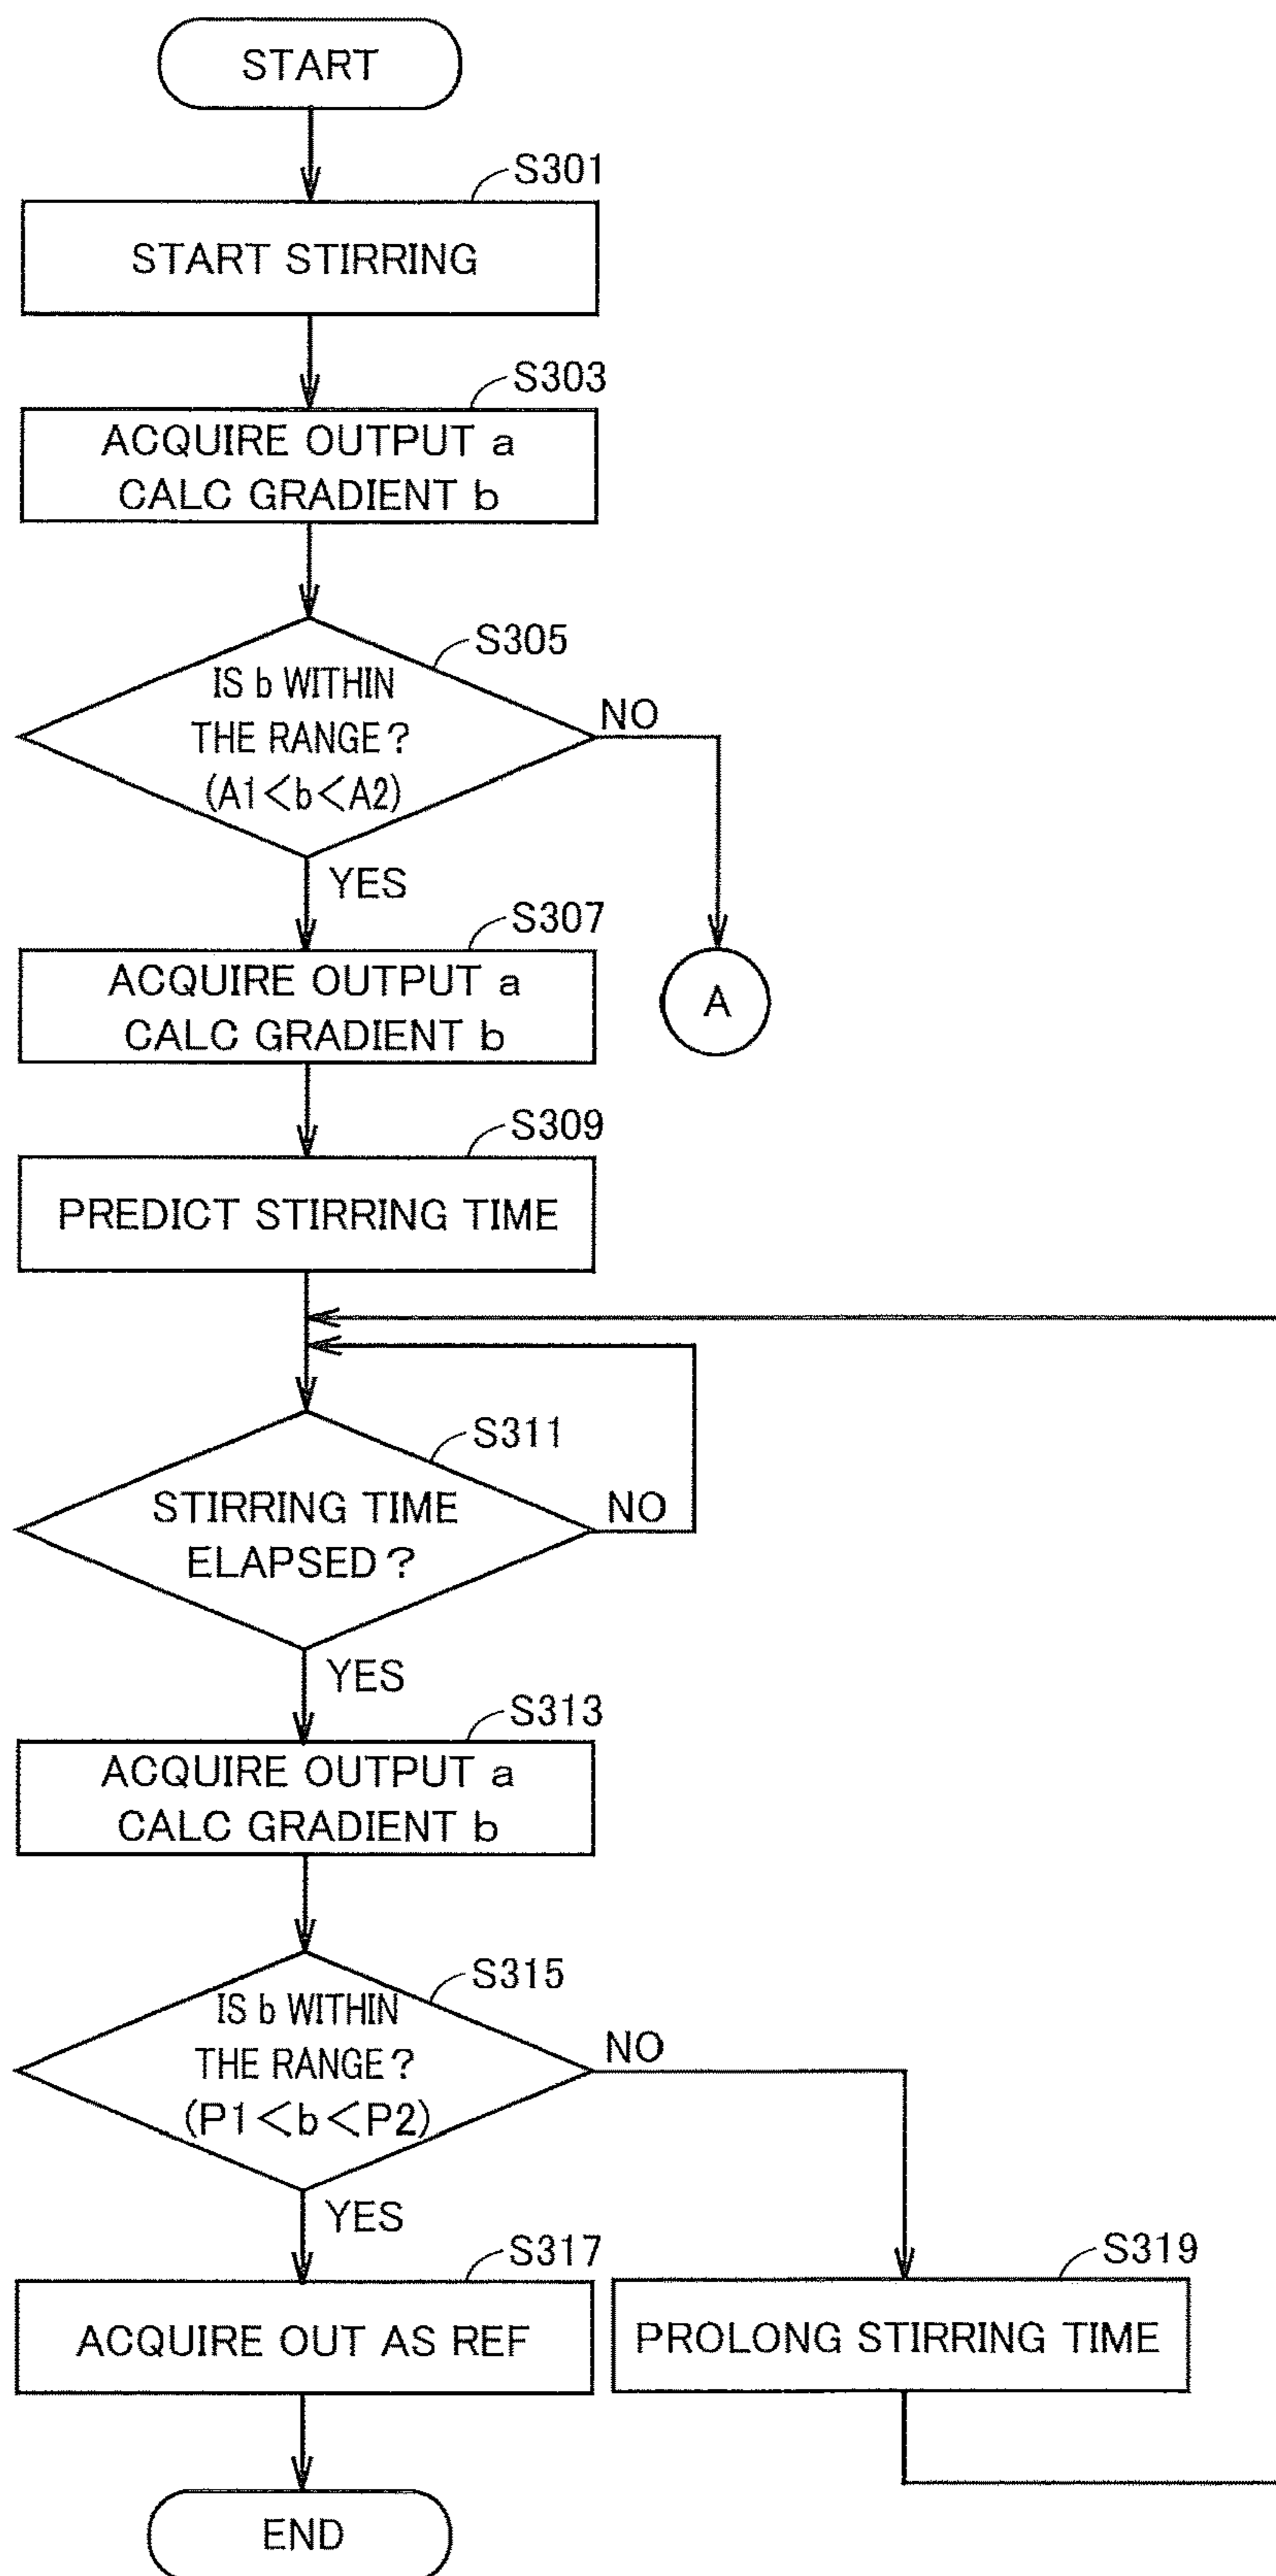 START
S301
START STIRRING
S303
ACQUIRE OUTPUT a
CALC GRADIENT b
S305
IS b WITHIN
THE RANGE?
(A1<b<A2)
NO
YES
S307
ACQUIRE OUTPUT a
CALC GRADIENT b
A
S309
PREDICT STIRRING TIME
S311
STIRRING TIME
ELAPSED?
NO
YES
S313
ACQUIRE OUTPUT a
CALC GRADIENT b
S315
IS b WITHIN
THE RANGE?
(P1<b<P2)
NO
YES
S317
ACQUIRE OUT AS REF
S319
PROLONG STIRRING TIME
END